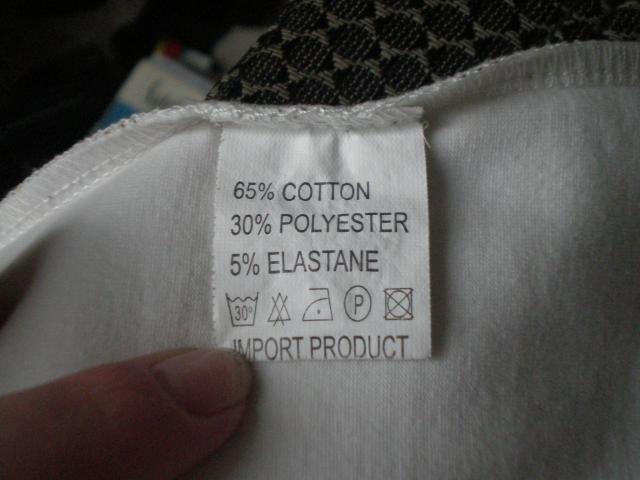 65% COTTON
30% POLYESTER
5% ELASTANE
30° P
IMPORT PRODUCT